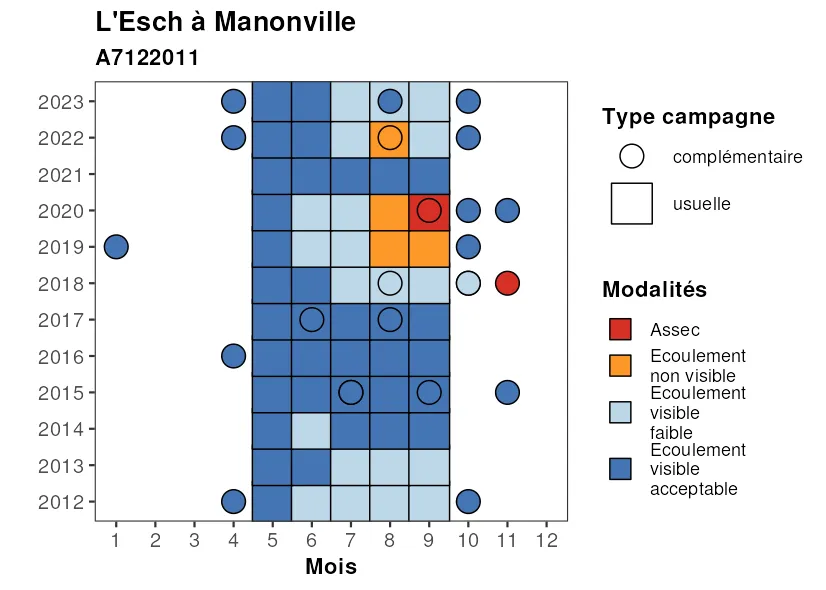 L'Esch à Manonville
A7122011
2023
2022
2021
2020
2019
2018
2017
2016
2015
2014
2013
2012
1 2 3 4 5 6 7 8 9 10 11 12
Mois
Type campagne
complémentaire
usuelle
Modalités
Assec
Ecoulement
non visible
Ecoulement
visible
faible
Ecoulement
visible
acceptable